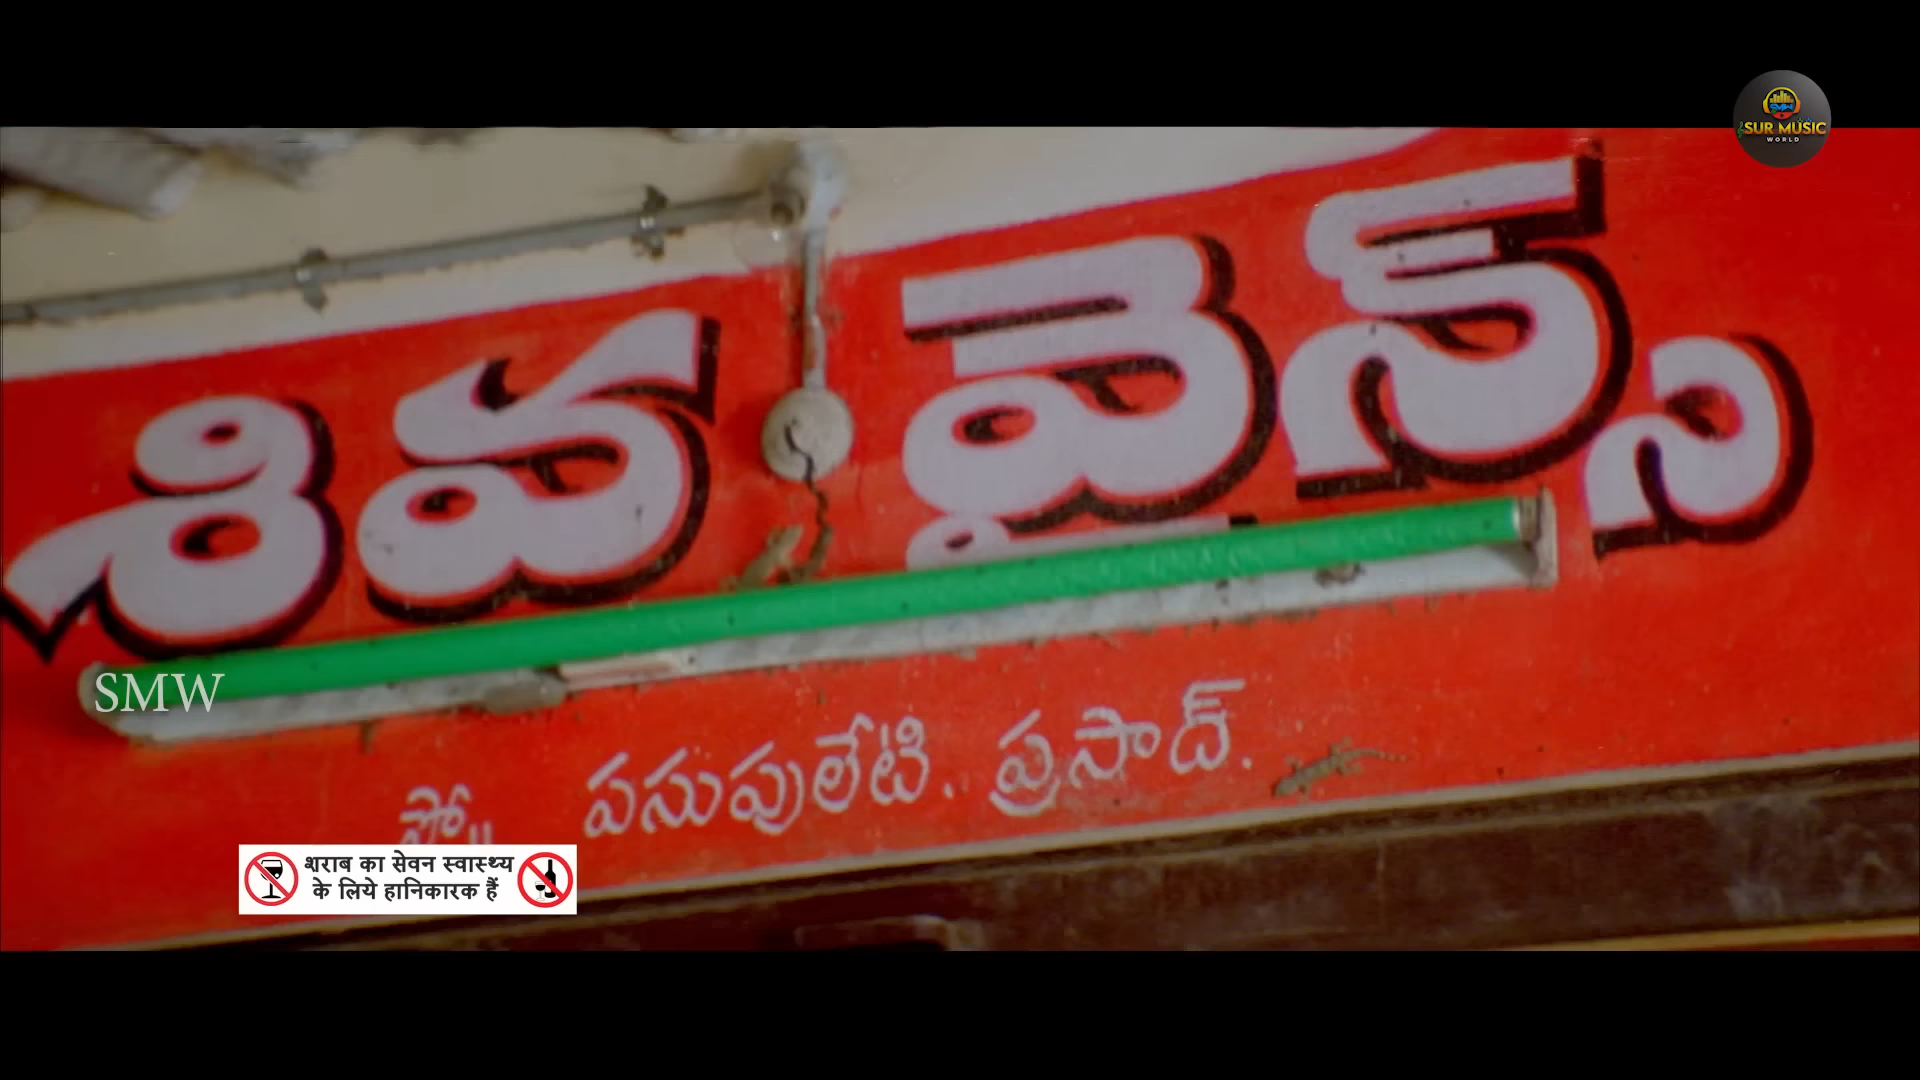 SUR MUSIC
WORLD
శివ వైన్స్
SMW
ప్రో॥ పసుపులేటి. ప్రసాద్.
शराब का सेवन स्वास्थ्य
के लिये हानिकारक हैं